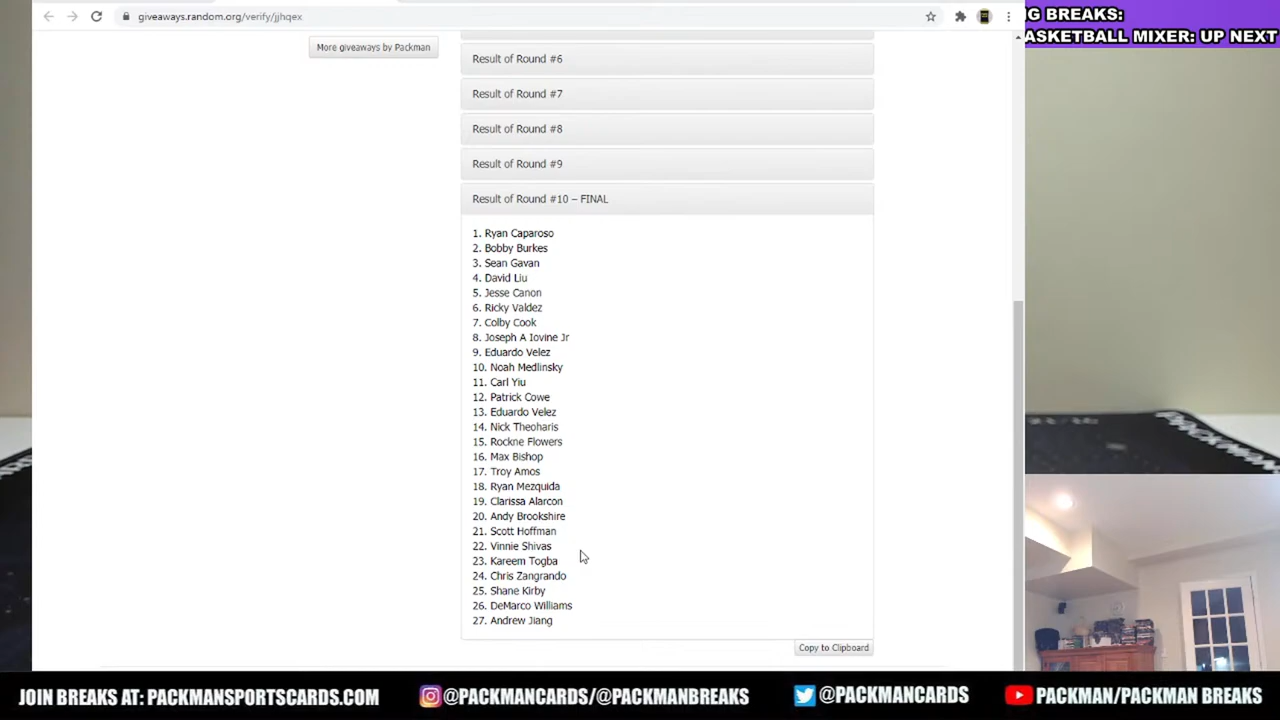 giveaways.random.org/verify/jjhqex
NG BREAKS:
BASKETBALL MIXER: UP NEXT
More giveaways by Packman
Result of Round #6
Result of Round #7
Result of Round #8
Result of Round #9
Result of Round #10 – FINAL
1. Ryan Caparoso
2. Bobby Burkes
3. Sean Gavan
4. David Liu
5. Jesse Canon
6. Ricky Valdez
7. Colby Cook
8. Joseph A Iovine Jr
9. Eduardo Velez
10. Noah Medlinsky
11. Carl Yiu
12. Patrick Cowe
13. Eduardo Velez
14. Nick Theoharis
15. Rockne Flowers
16. Max Bishop
17. Troy Amos
18. Ryan Mezquida
19. Clarissa Alarcon
20. Andy Brookshire
21. Scott Hoffman
22. Vinnie Shivas
23. Kareem Togba
24. Chris Zangrando
25. Shane Kirby
26. DeMarco Williams
27. Andrew Jiang
Copy to Clipboard
JOIN BREAKS AT: PACKMANSPORTSCARDS.COM
@PACKMANCARDS/@PACKMANBREAKS
@PACKMANCARDS
PACKMAN/PACKMAN BREAKS